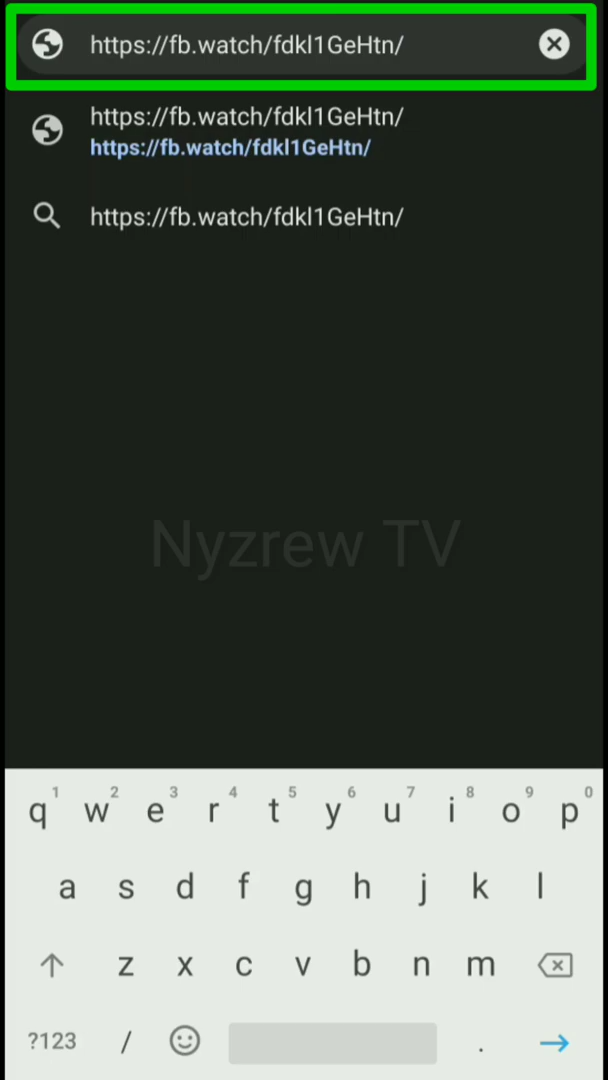 https://fb.watch/fdkl1GeHtn/
https://fb.watch/fdkl1GeHtn/
https://fb.watch/fdkl1GeHtn/
https://fb.watch/fdkl1GeHtn/
Nyzrew TV
1 2 3 4 5 6 7 8 9 0
q w e r t y u i o p
a s d f g h j k l
z x c v b n m
?123 / .